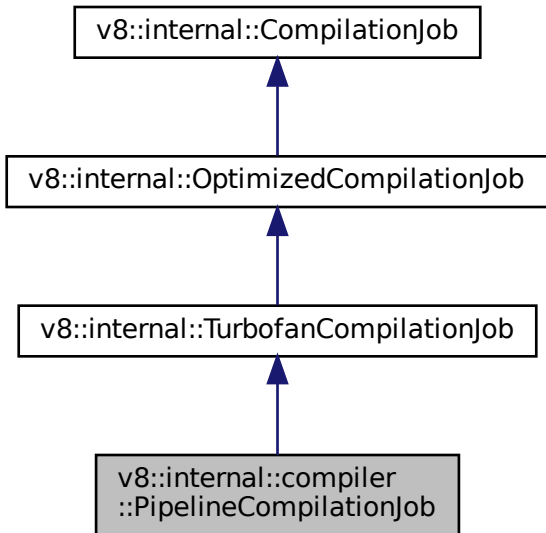 v8::internal::CompilationJob
v8::internal::OptimizedCompilationJob
v8::internal::TurbofanCompilationJob
v8::internal::compiler
::PipelineCompilationJob